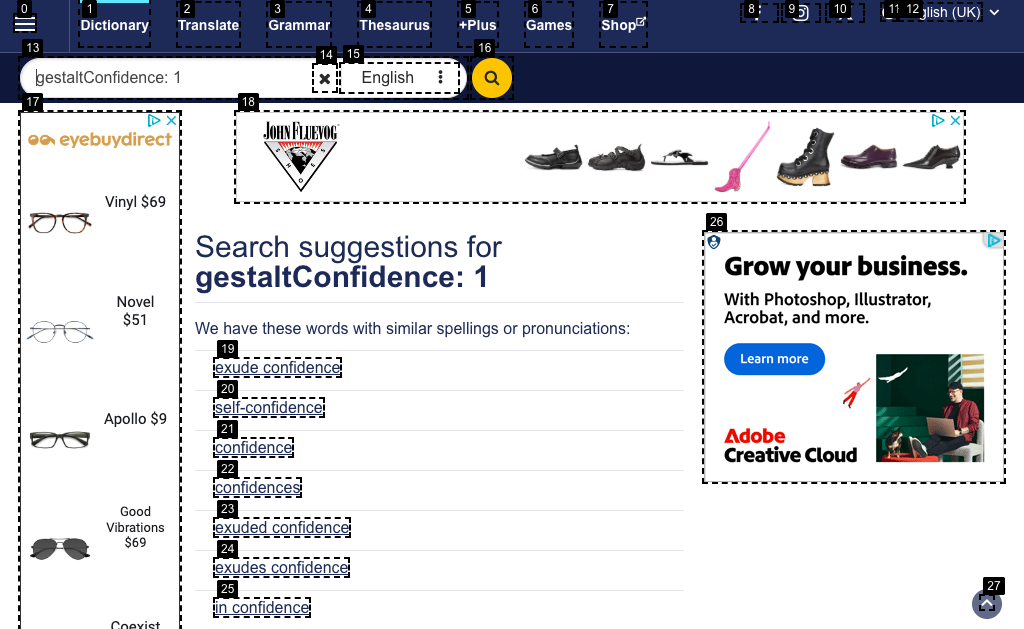 0
1
2
3
4
5
6
7
8
9
10
11
12
Dictionary
Translate
Grammar
Thesaurus
+Plus
Games
Shop
glish (UK)
13
14
15
16
gestaltConfidence: 1
English
17
18
eyebuydirect
Vinyl $69
Novel
$51
Apollo $9
Good
Vibrations
$69
Coexist
JOHN FLUEVOG
SHOES
Search suggestions for
gestaltConfidence: 1
We have these words with similar spellings or pronunciations:
19
exude confidence
20
self-confidence
21
confidence
22
confidences
23
exuded confidence
24
exudes confidence
25
in confidence
26
Grow your business.
With Photoshop, Illustrator,
Acrobat, and more.
Learn more
Adobe
Creative Cloud
27